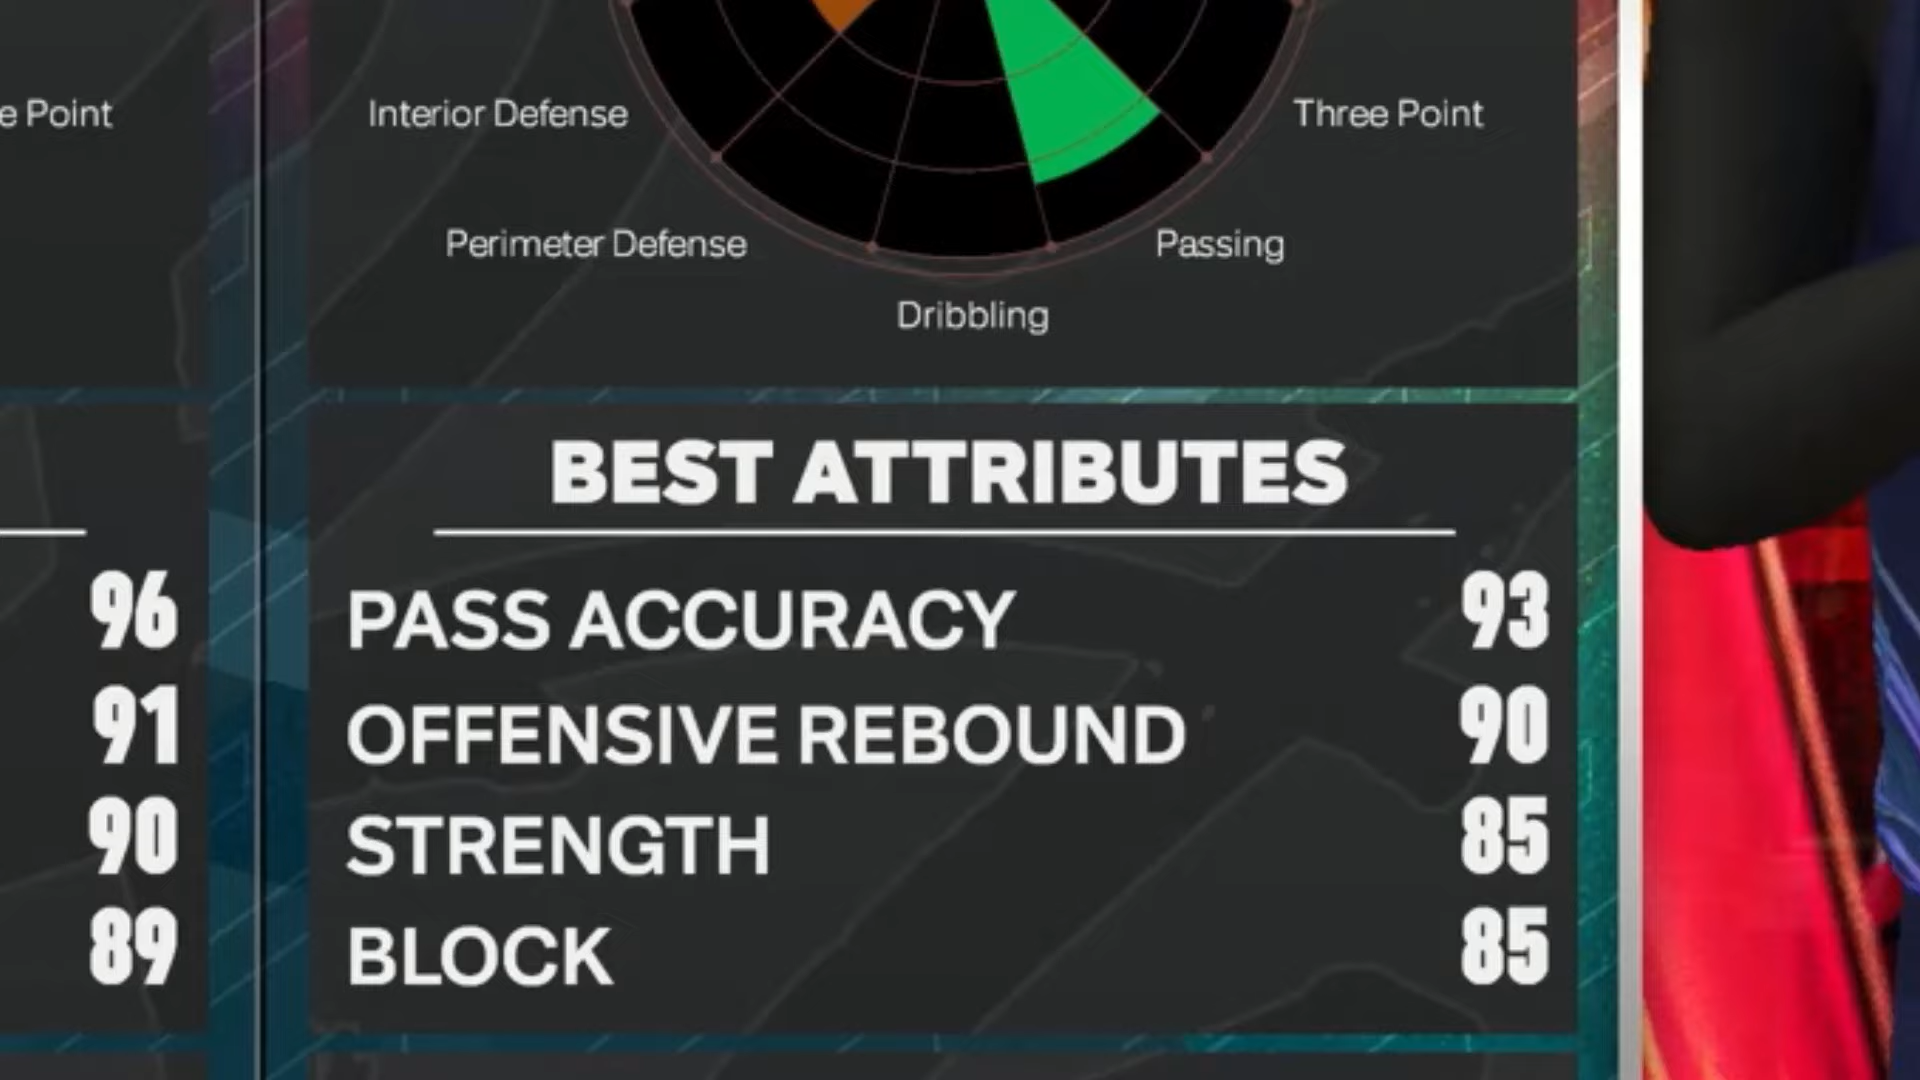 e Point
Interior Defense
Three Point
Perimeter Defense
Passing
Dribbling
BEST ATTRIBUTES
96
PASS ACCURACY 93
91
OFFENSIVE REBOUND 90
90
STRENGTH 85
89
BLOCK 85